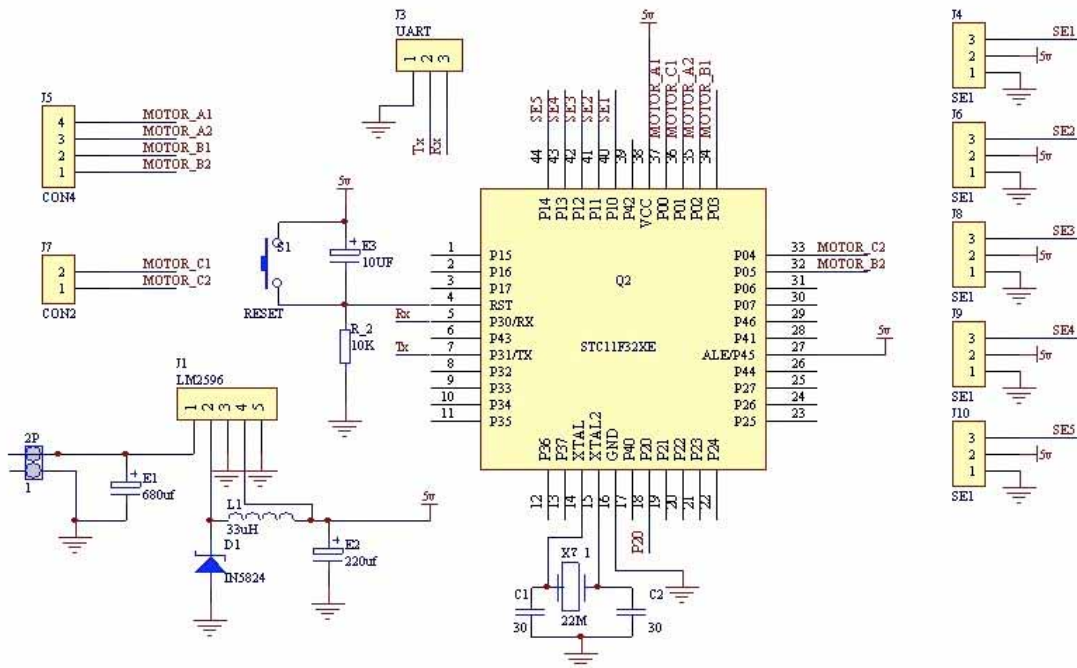 J3
UART
1 2 3
Tx
Rx
J5
4 MOTOR_A1
3 MOTOR_A2
2 MOTOR_B1
1 MOTOR_B2
CON4
J7
2 MOTOR_C1
1 MOTOR_C2
CON2
5v
S1
RESET
E3
10UF
R_2
10K
J1
LM2596
1 2 3 4 5
2P
1
E1
680uf
L1
33uH
D1
IN5824
5v
E2
220uf
5v
SE5 SE4 SE3 SE2 SE1
MOTOR_A1 MOTOR_C1 MOTOR_A2 MOTOR_B1
44 43 42 41 40 39 38 37 36 35 34
P14 P13 P12 P11 P10 P42 VCC P00 P01 P02 P03
1 P15
2 P16
3 P17
4 RST
Rx 5 P30/RX
6 P43
Tx 7 P31/TX
8 P32
9 P33
10 P34
11 P35
Q2
STC11F32XE
P04 33 MOTOR_C2
P05 32 MOTOR_B2
P06 31
P07 30
P46 29
P41 28
ALE/P45 27 5v
P44 26
P27 25
P26 24
P25 23
P36 P37 XTAL XTAL2 GND P40 P20 P21 P22 P23 P24
12 13 14 15 16 17 18 19 20 21 22
P20
X7 1
22M
C1
30
C2
30
J4
3 SE1
2 5v
1
SE1
J6
3 SE2
2 5v
1
SE1
J8
3 SE3
2 5v
1
SE1
J9
3 SE4
2 5v
1
SE1
J10
3 SE5
2 5v
1
SE1